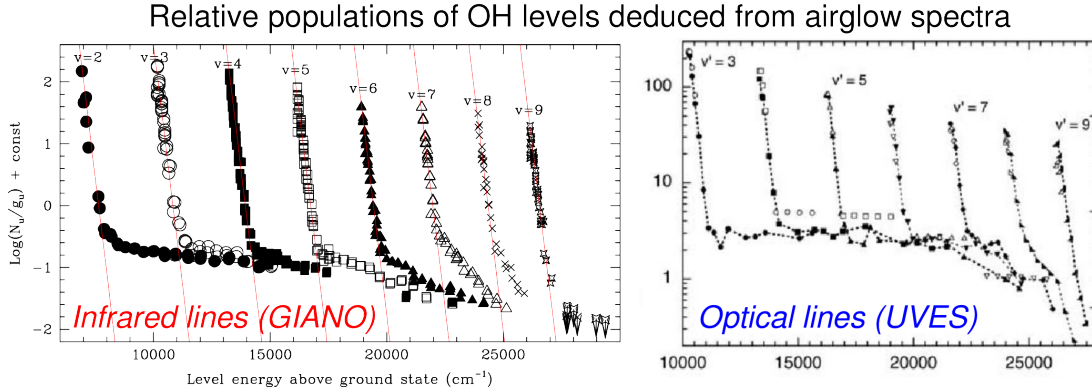 Relative populations of OH levels deduced from airglow spectra
v=2
v=3
v=4
v=5
v=6
v=7
v=8
v=9
2
1
0
-1
-2
Log(Nu/gu) + const
Infrared lines (GIANO)
10000
15000
20000
25000
Level energy above ground state (cm⁻¹)
v' = 3
v' = 5
v' = 7
v' = 9
100
10
1
Optical lines (UVES)
10000
15000
20000
25000